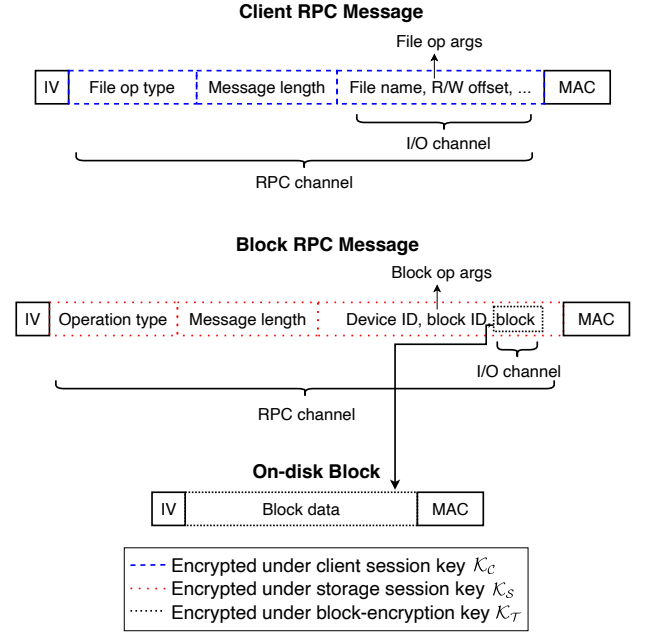 Client RPC Message
File op args
IV File op type Message length File name, R/W offset, ... MAC
I/O channel
RPC channel
Block RPC Message
Block op args
IV Operation type Message length Device ID, block ID, block MAC
I/O channel
RPC channel
On-disk Block
IV Block data MAC
Encrypted under client session key 𝒦𝒞
Encrypted under storage session key 𝒦𝒮
Encrypted under block-encryption key 𝒦𝒯